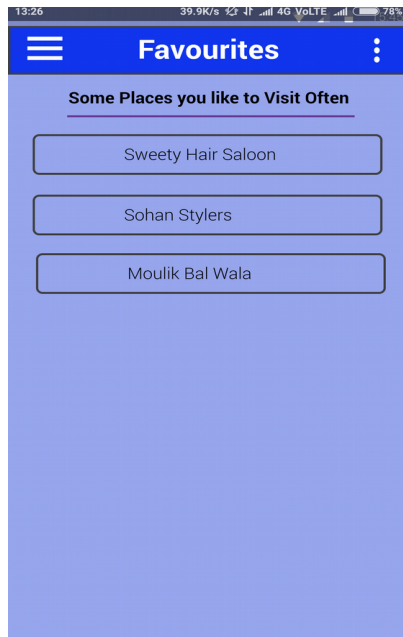 13:26 39.9K/s 4G VoLTE 78%
Favourites
Some Places you like to Visit Often
Sweety Hair Saloon
Sohan Stylers
Moulik Bal Wala